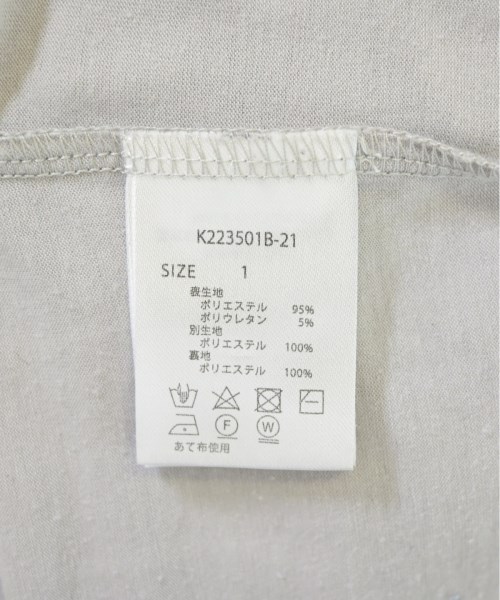 K223501B-21
SIZE 1
表生地
ポリエステル 95%
ポリウレタン 5%
別生地
ポリエステル 100%
裏地
ポリエステル 100%
F W
あて布使用